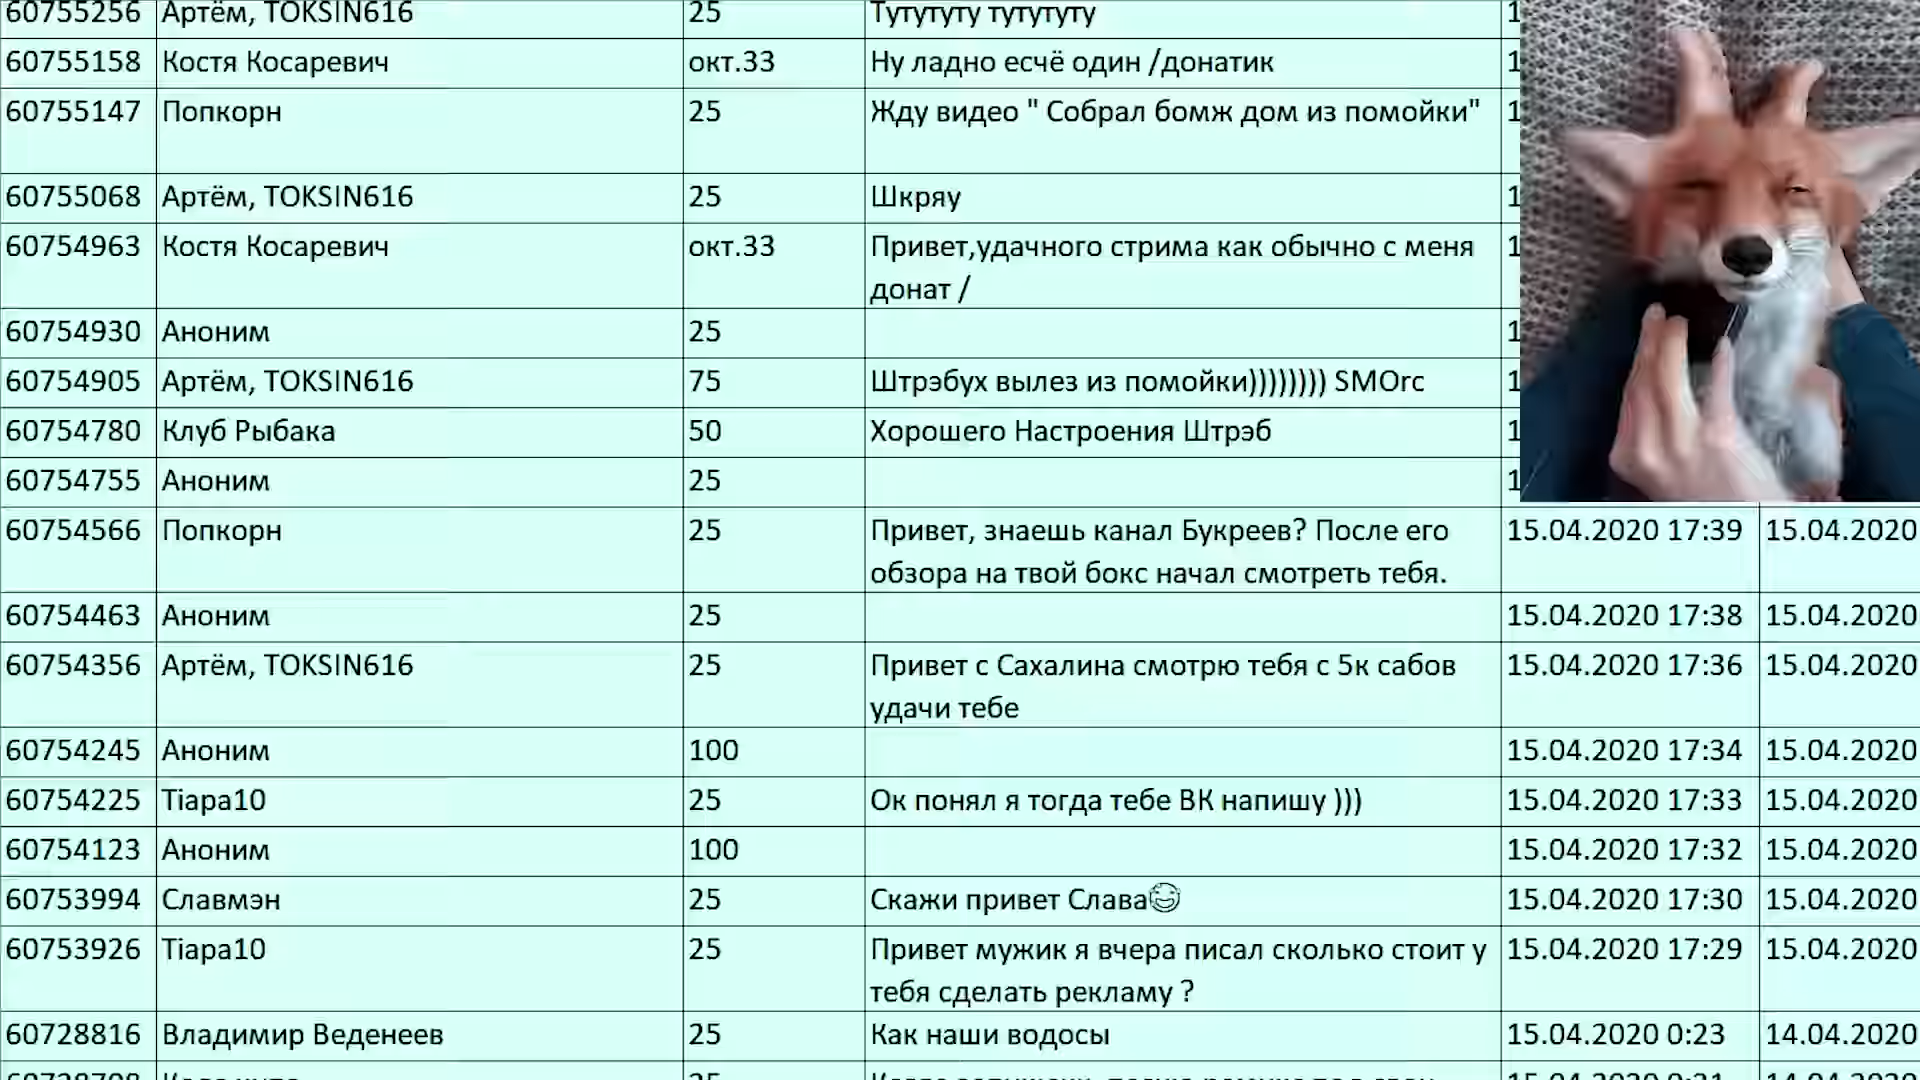 60755256 Артём, TOKSIN616 25 Тутутуту тутутуту 1
60755158 Костя Косаревич окт.33 Ну ладно есчё один /донатик 1
60755147 Попкорн 25 Жду видео " Собрал бомж дом из помойки" 1
60755068 Артём, TOKSIN616 25 Шкряу 1
60754963 Костя Косаревич окт.33 Привет,удачного стрима как обычно с меня 1
донат /
60754930 Аноним 25 1
60754905 Артём, TOKSIN616 75 Штрэбух вылез из помойки)))))))) SMOrc 1
60754780 Клуб Рыбака 50 Хорошего Настроения Штрэб 1
60754755 Аноним 25 1
60754566 Попкорн 25 Привет, знаешь канал Букреев? После его 15.04.2020 17:39 15.04.2020
обзора на твой бокс начал смотреть тебя.
60754463 Аноним 25 15.04.2020 17:38 15.04.2020
60754356 Артём, TOKSIN616 25 Привет с Сахалина смотрю тебя с 5к сабов 15.04.2020 17:36 15.04.2020
удачи тебе
60754245 Аноним 100 15.04.2020 17:34 15.04.2020
60754225 Tiapa10 25 Ок понял я тогда тебе ВК напишу ))) 15.04.2020 17:33 15.04.2020
60754123 Аноним 100 15.04.2020 17:32 15.04.2020
60753994 Славмэн 25 Скажи привет Слава😅 15.04.2020 17:30 15.04.2020
60753926 Tiapa10 25 Привет мужик я вчера писал сколько стоит у 15.04.2020 17:29 15.04.2020
тебя сделать рекламу ?
60728816 Владимир Веденеев 25 Как наши водосы 15.04.2020 0:23 14.04.2020